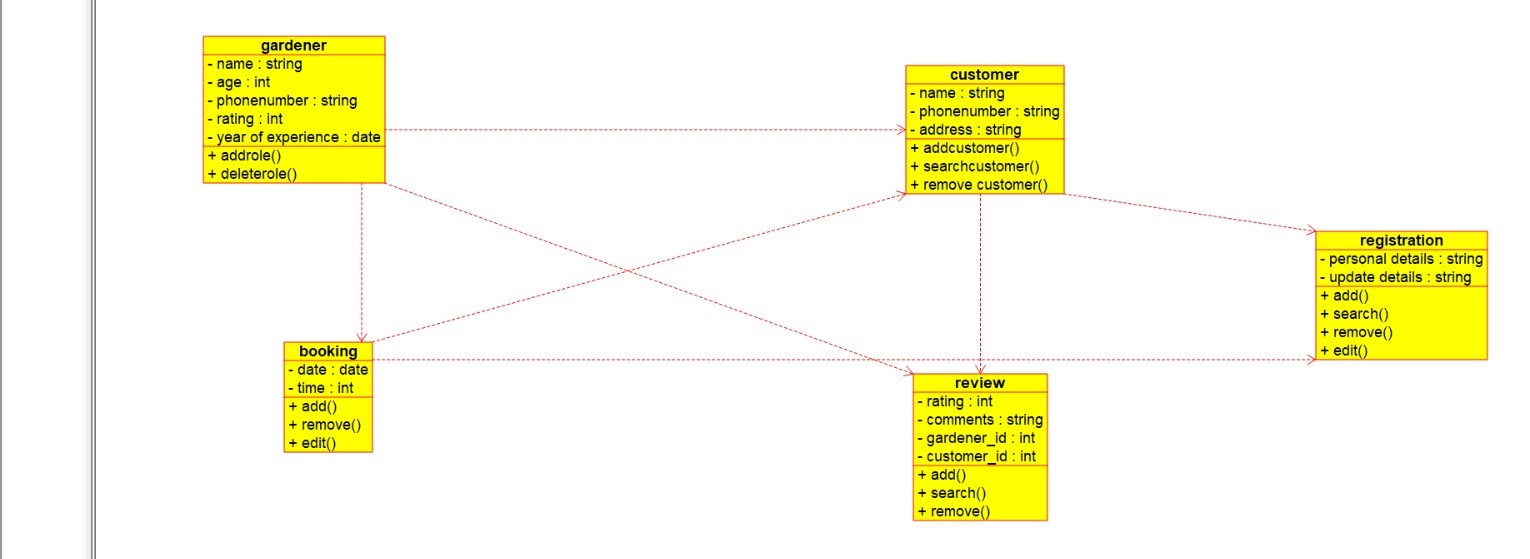 gardener
- name : string
- age : int
- phonenumber : string
- rating : int
- year of experience : date
+ addrole()
+ deleterole()
customer
- name : string
- phonenumber : string
- address : string
+ addcustomer()
+ searchcustomer()
+ remove customer()
registration
- personal details : string
- update details : string
+ add()
+ search()
+ remove()
+ edit()
booking
- date : date
- time : int
+ add()
+ remove()
+ edit()
review
- rating : int
- comments : string
- gardener_id : int
- customer_id : int
+ add()
+ search()
+ remove()